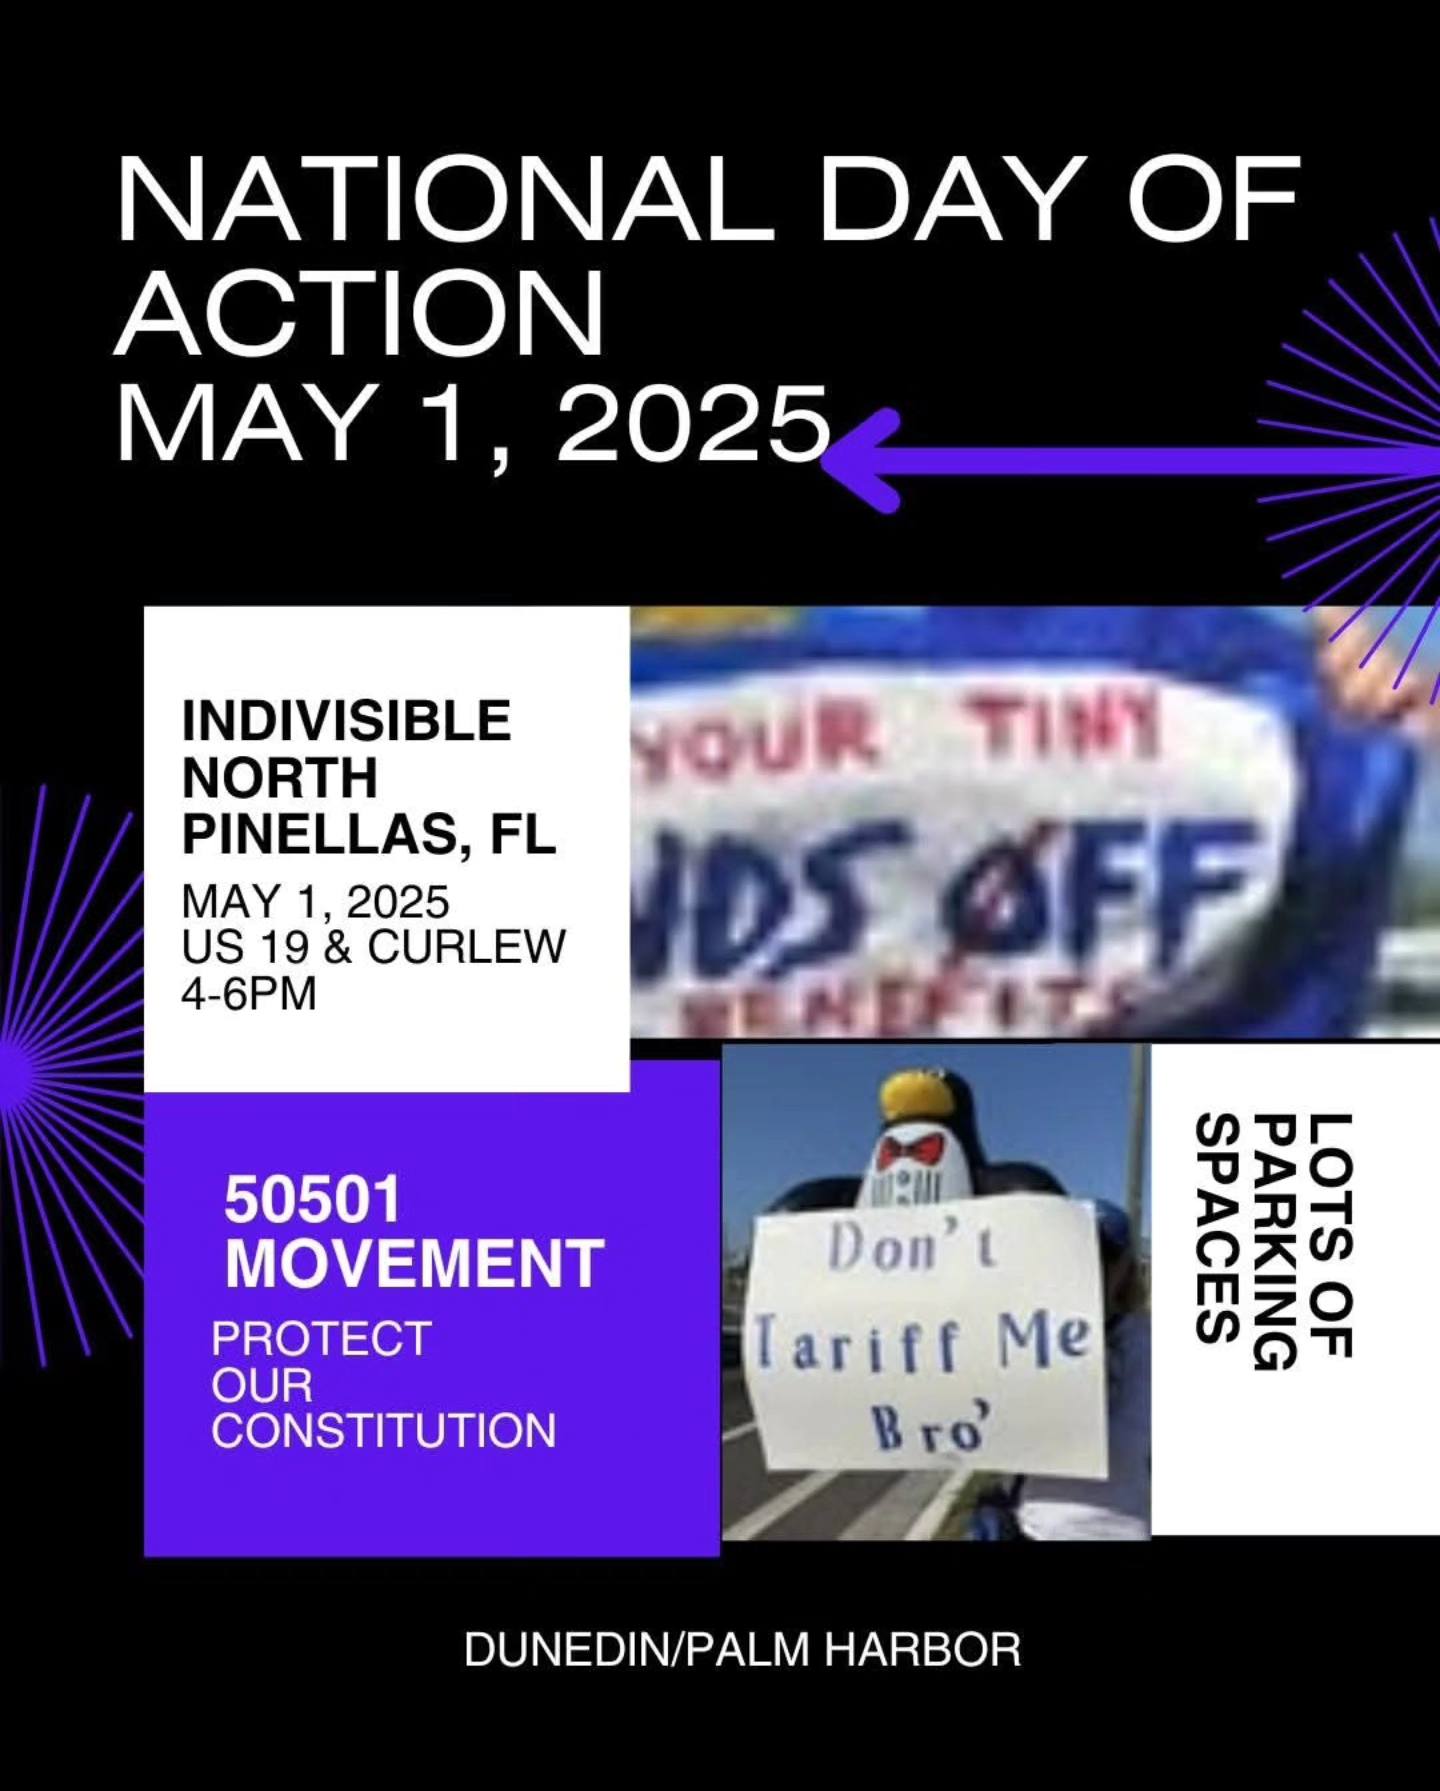 NATIONAL DAY OF
ACTION
MAY 1, 2025
INDIVISIBLE
NORTH
PINELLAS, FL
MAY 1, 2025
US 19 & CURLEW
4-6PM
YOUR TINY
NDS OFF
BENEFITS
50501
MOVEMENT
PROTECT
OUR
CONSTITUTION
Don't
Tariff Me
Bro'
LOTS OF
PARKING
SPACES
DUNEDIN/PALM HARBOR